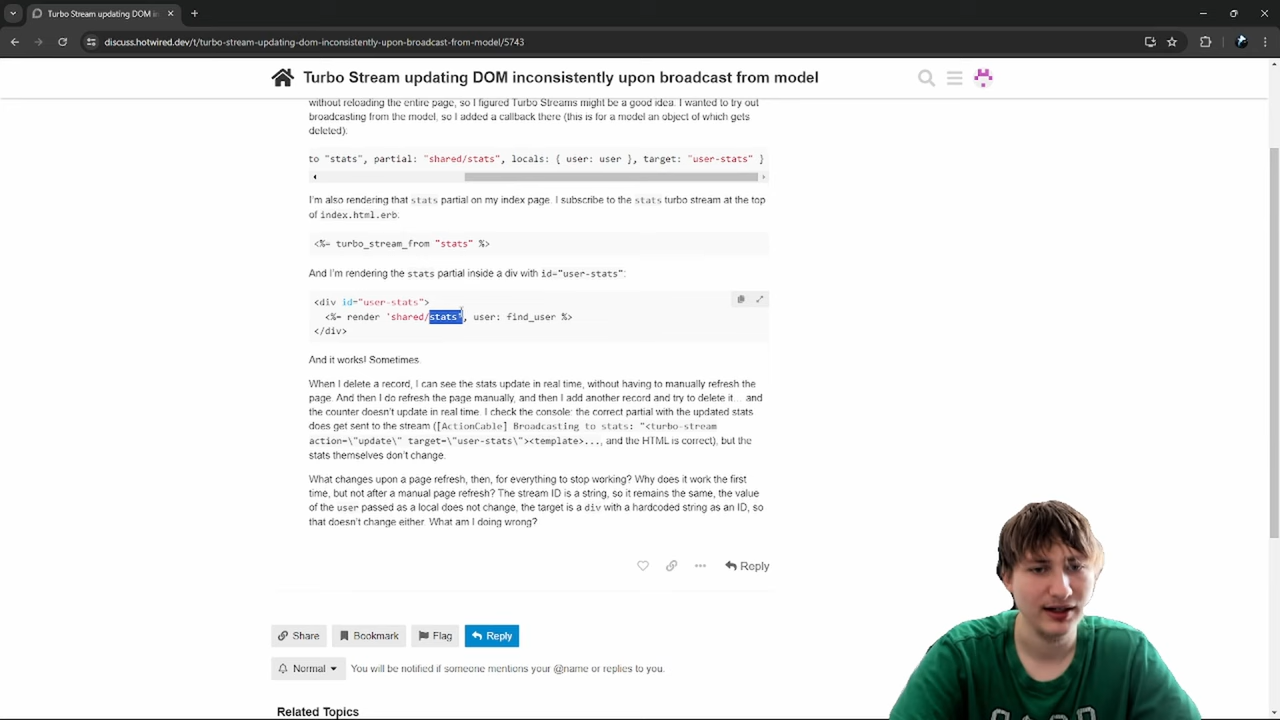 Turbo Stream updating DOM in
discuss.hotwired.dev/t/turbo-stream-updating-dom-inconsistently-upon-broadcast-from-model/5743
Turbo Stream updating DOM inconsistently upon broadcast from model
without reloading the entire page, so I figured Turbo Streams might be a good idea. I wanted to try out
broadcasting from the model, so I added a callback there (this is for a model an object of which gets
deleted):
to "stats", partial: "shared/stats", locals: { user: user }, target: "user-stats" }
I'm also rendering that stats partial on my index page. I subscribe to the stats turbo stream at the top
of index.html.erb.
<%= turbo_stream_from "stats" %>
And I'm rendering the stats partial inside a div with id="user-stats":
<div id="user-stats">
<%= render 'shared/stats', user: find_user %>
</div>
And it works! Sometimes.
When I delete a record, I can see the stats update in real time, without having to manually refresh the
page. And then I do refresh the page manually, and then I add another record and try to delete it… and
the counter doesn't update in real time. I check the console: the correct partial with the updated stats
does get sent to the stream ([ActionCable] Broadcasting to stats: "<turbo-stream
action=\"update\" target=\"user-stats\"><template>..., and the HTML is correct), but the
stats themselves don't change.
What changes upon a page refresh, then, for everything to stop working? Why does it work the first
time, but not after a manual page refresh? The stream ID is a string, so it remains the same, the value of
the user passed as a local does not change, the target is a div with a hardcoded string as an ID, so
that doesn't change either. What am I doing wrong?
Reply
Share
Bookmark
Flag
Reply
Normal
You will be notified if someone mentions your @name or replies to you.
Related Topics